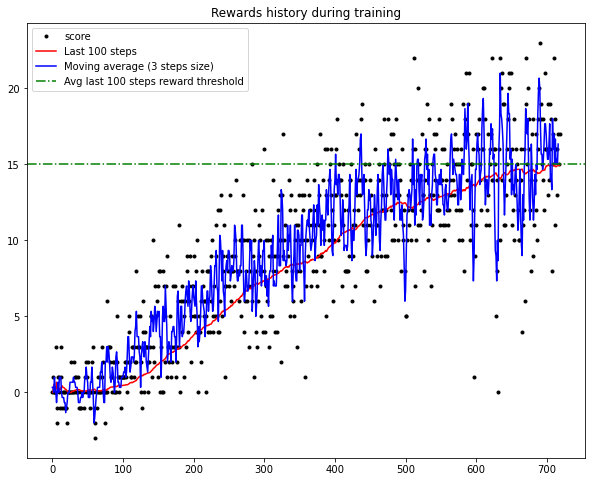 Rewards history during training
score
Last 100 steps
Moving average (3 steps size)
Avg last 100 steps reward threshold
20
15
10
5
0
0 100 200 300 400 500 600 700